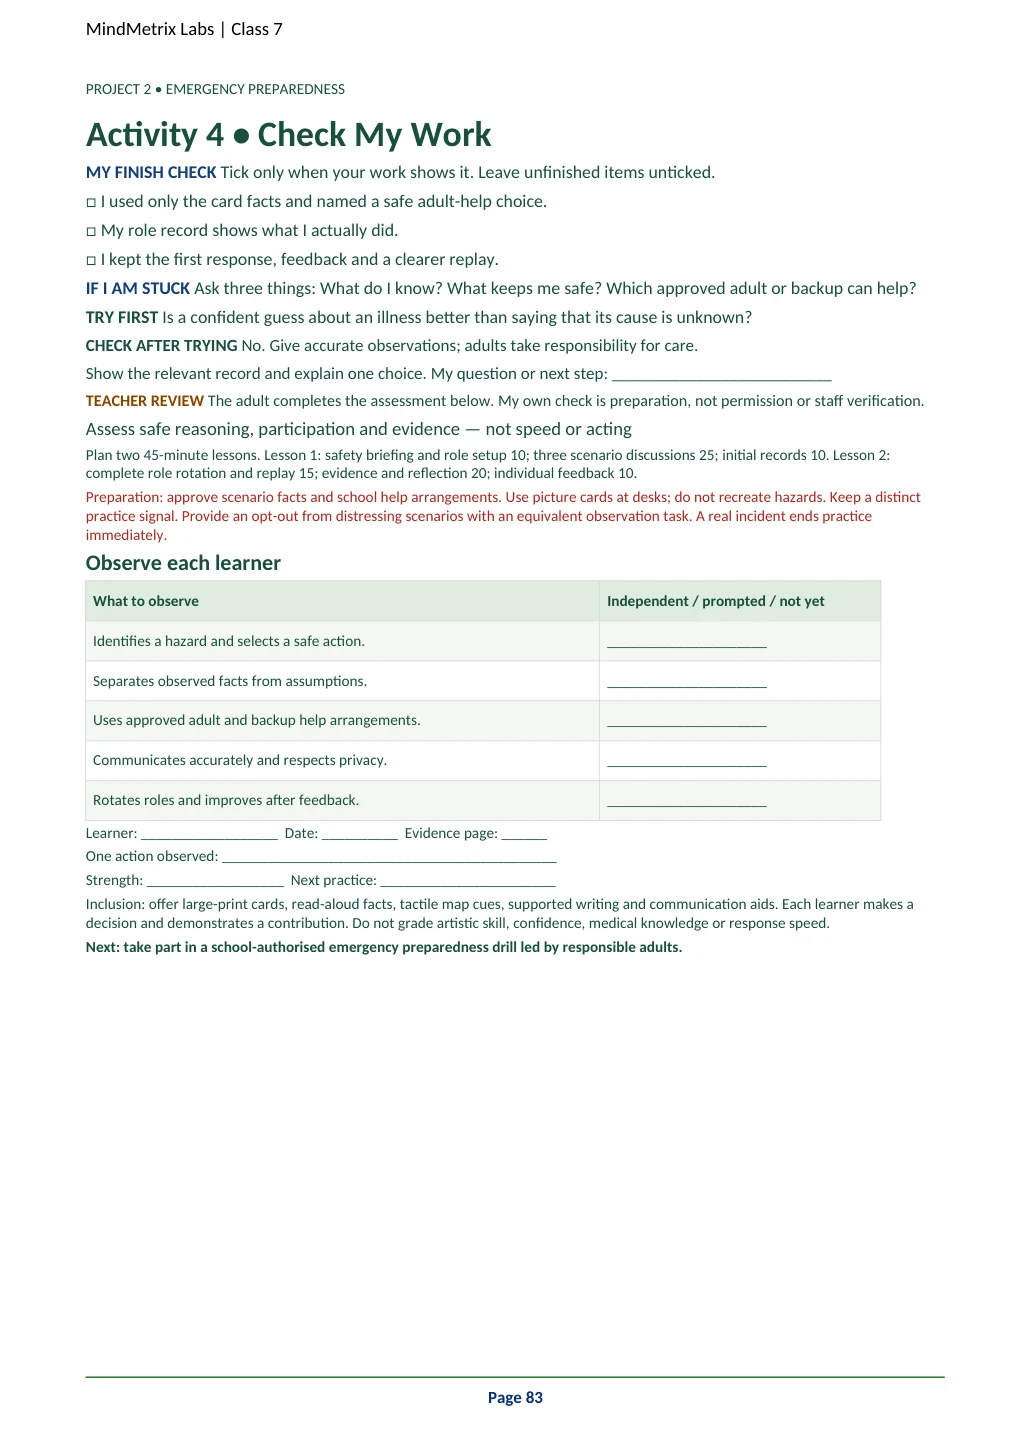 MindMetrix Labs | Class 7
PROJECT 2 • EMERGENCY PREPAREDNESS
Activity 4 • Check My Work
MY FINISH CHECK Tick only when your work shows it. Leave unfinished items unticked.
□ I used only the card facts and named a safe adult-help choice.
□ My role record shows what I actually did.
□ I kept the first response, feedback and a clearer replay.
IF I AM STUCK Ask three things: What do I know? What keeps me safe? Which approved adult or backup can help?
TRY FIRST Is a confident guess about an illness better than saying that its cause is unknown?
CHECK AFTER TRYING No. Give accurate observations; adults take responsibility for care.
Show the relevant record and explain one choice. My question or next step: __________________________
TEACHER REVIEW The adult completes the assessment below. My own check is preparation, not permission or staff verification.
Assess safe reasoning, participation and evidence — not speed or acting
Plan two 45-minute lessons. Lesson 1: safety briefing and role setup 10; three scenario discussions 25; initial records 10. Lesson 2:
complete role rotation and replay 15; evidence and reflection 20; individual feedback 10.
Preparation: approve scenario facts and school help arrangements. Use picture cards at desks; do not recreate hazards. Keep a distinct
practice signal. Provide an opt-out from distressing scenarios with an equivalent observation task. A real incident ends practice
immediately.
Observe each learner
What to observe Independent / prompted / not yet
Identifies a hazard and selects a safe action. _____________________
Separates observed facts from assumptions. _____________________
Uses approved adult and backup help arrangements. _____________________
Communicates accurately and respects privacy. _____________________
Rotates roles and improves after feedback. _____________________
Learner: __________________ Date: __________ Evidence page: ______
One action observed: ____________________________________________
Strength: __________________ Next practice: _______________________
Inclusion: offer large-print cards, read-aloud facts, tactile map cues, supported writing and communication aids. Each learner makes a
decision and demonstrates a contribution. Do not grade artistic skill, confidence, medical knowledge or response speed.
Next: take part in a school-authorised emergency preparedness drill led by responsible adults.
Page 83